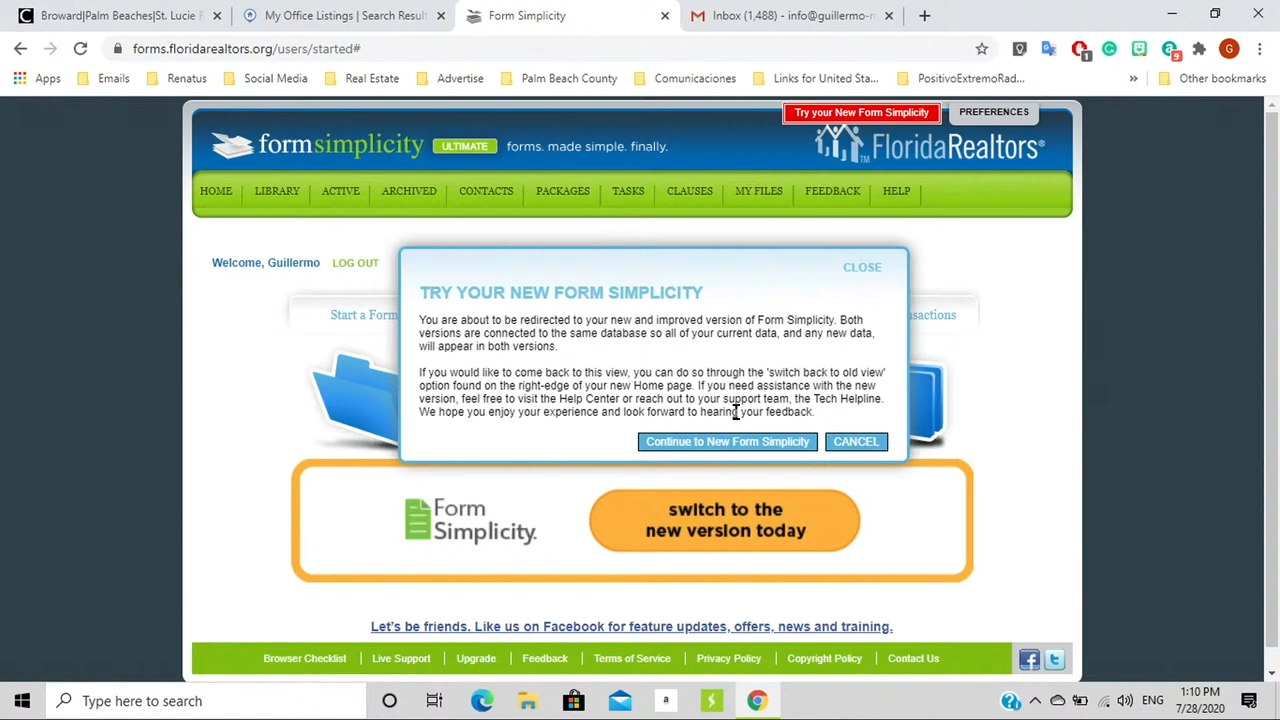 Broward|Palm Beaches|St. Lucie R
My Office Listings | Search Result
Form Simplicity
Inbox (1,488) - info@guillermo-m
forms.floridarealtors.org/users/started#
G
1
9
Apps
Emails
Renatus
Social Media
Real Estate
Advertise
Palm Beach County
Comunicaciones
Links for United Sta...
PositivoExtremoRad...
Other bookmarks
Try your New Form Simplicity
PREFERENCES
formsimplicity ULTIMATE forms. made simple. finally.
FloridaRealtors®
HOME
LIBRARY
ACTIVE
ARCHIVED
CONTACTS
PACKAGES
TASKS
CLAUSES
MY FILES
FEEDBACK
HELP
Welcome, Guillermo LOG OUT
CLOSE
TRY YOUR NEW FORM SIMPLICITY
You are about to be redirected to your new and improved version of Form Simplicity. Both
versions are connected to the same database so all of your current data, and any new data,
will appear in both versions.
If you would like to come back to this view, you can do so through the 'switch back to old view'
option found on the right-edge of your new Home page. If you need assistance with the new
version, feel free to visit the Help Center or reach out to your support team, the Tech Helpline.
We hope you enjoy your experience and look forward to hearing your feedback.
Continue to New Form Simplicity
CANCEL
Start a Form
nsactions
Form
Simplicity.
switch to the
new version today
Let's be friends. Like us on Facebook for feature updates, offers, news and training.
Browser Checklist
Live Support
Upgrade
Feedback
Terms of Service
Privacy Policy
Copyright Policy
Contact Us
Type here to search
a
ENG
1:10 PM
7/28/2020